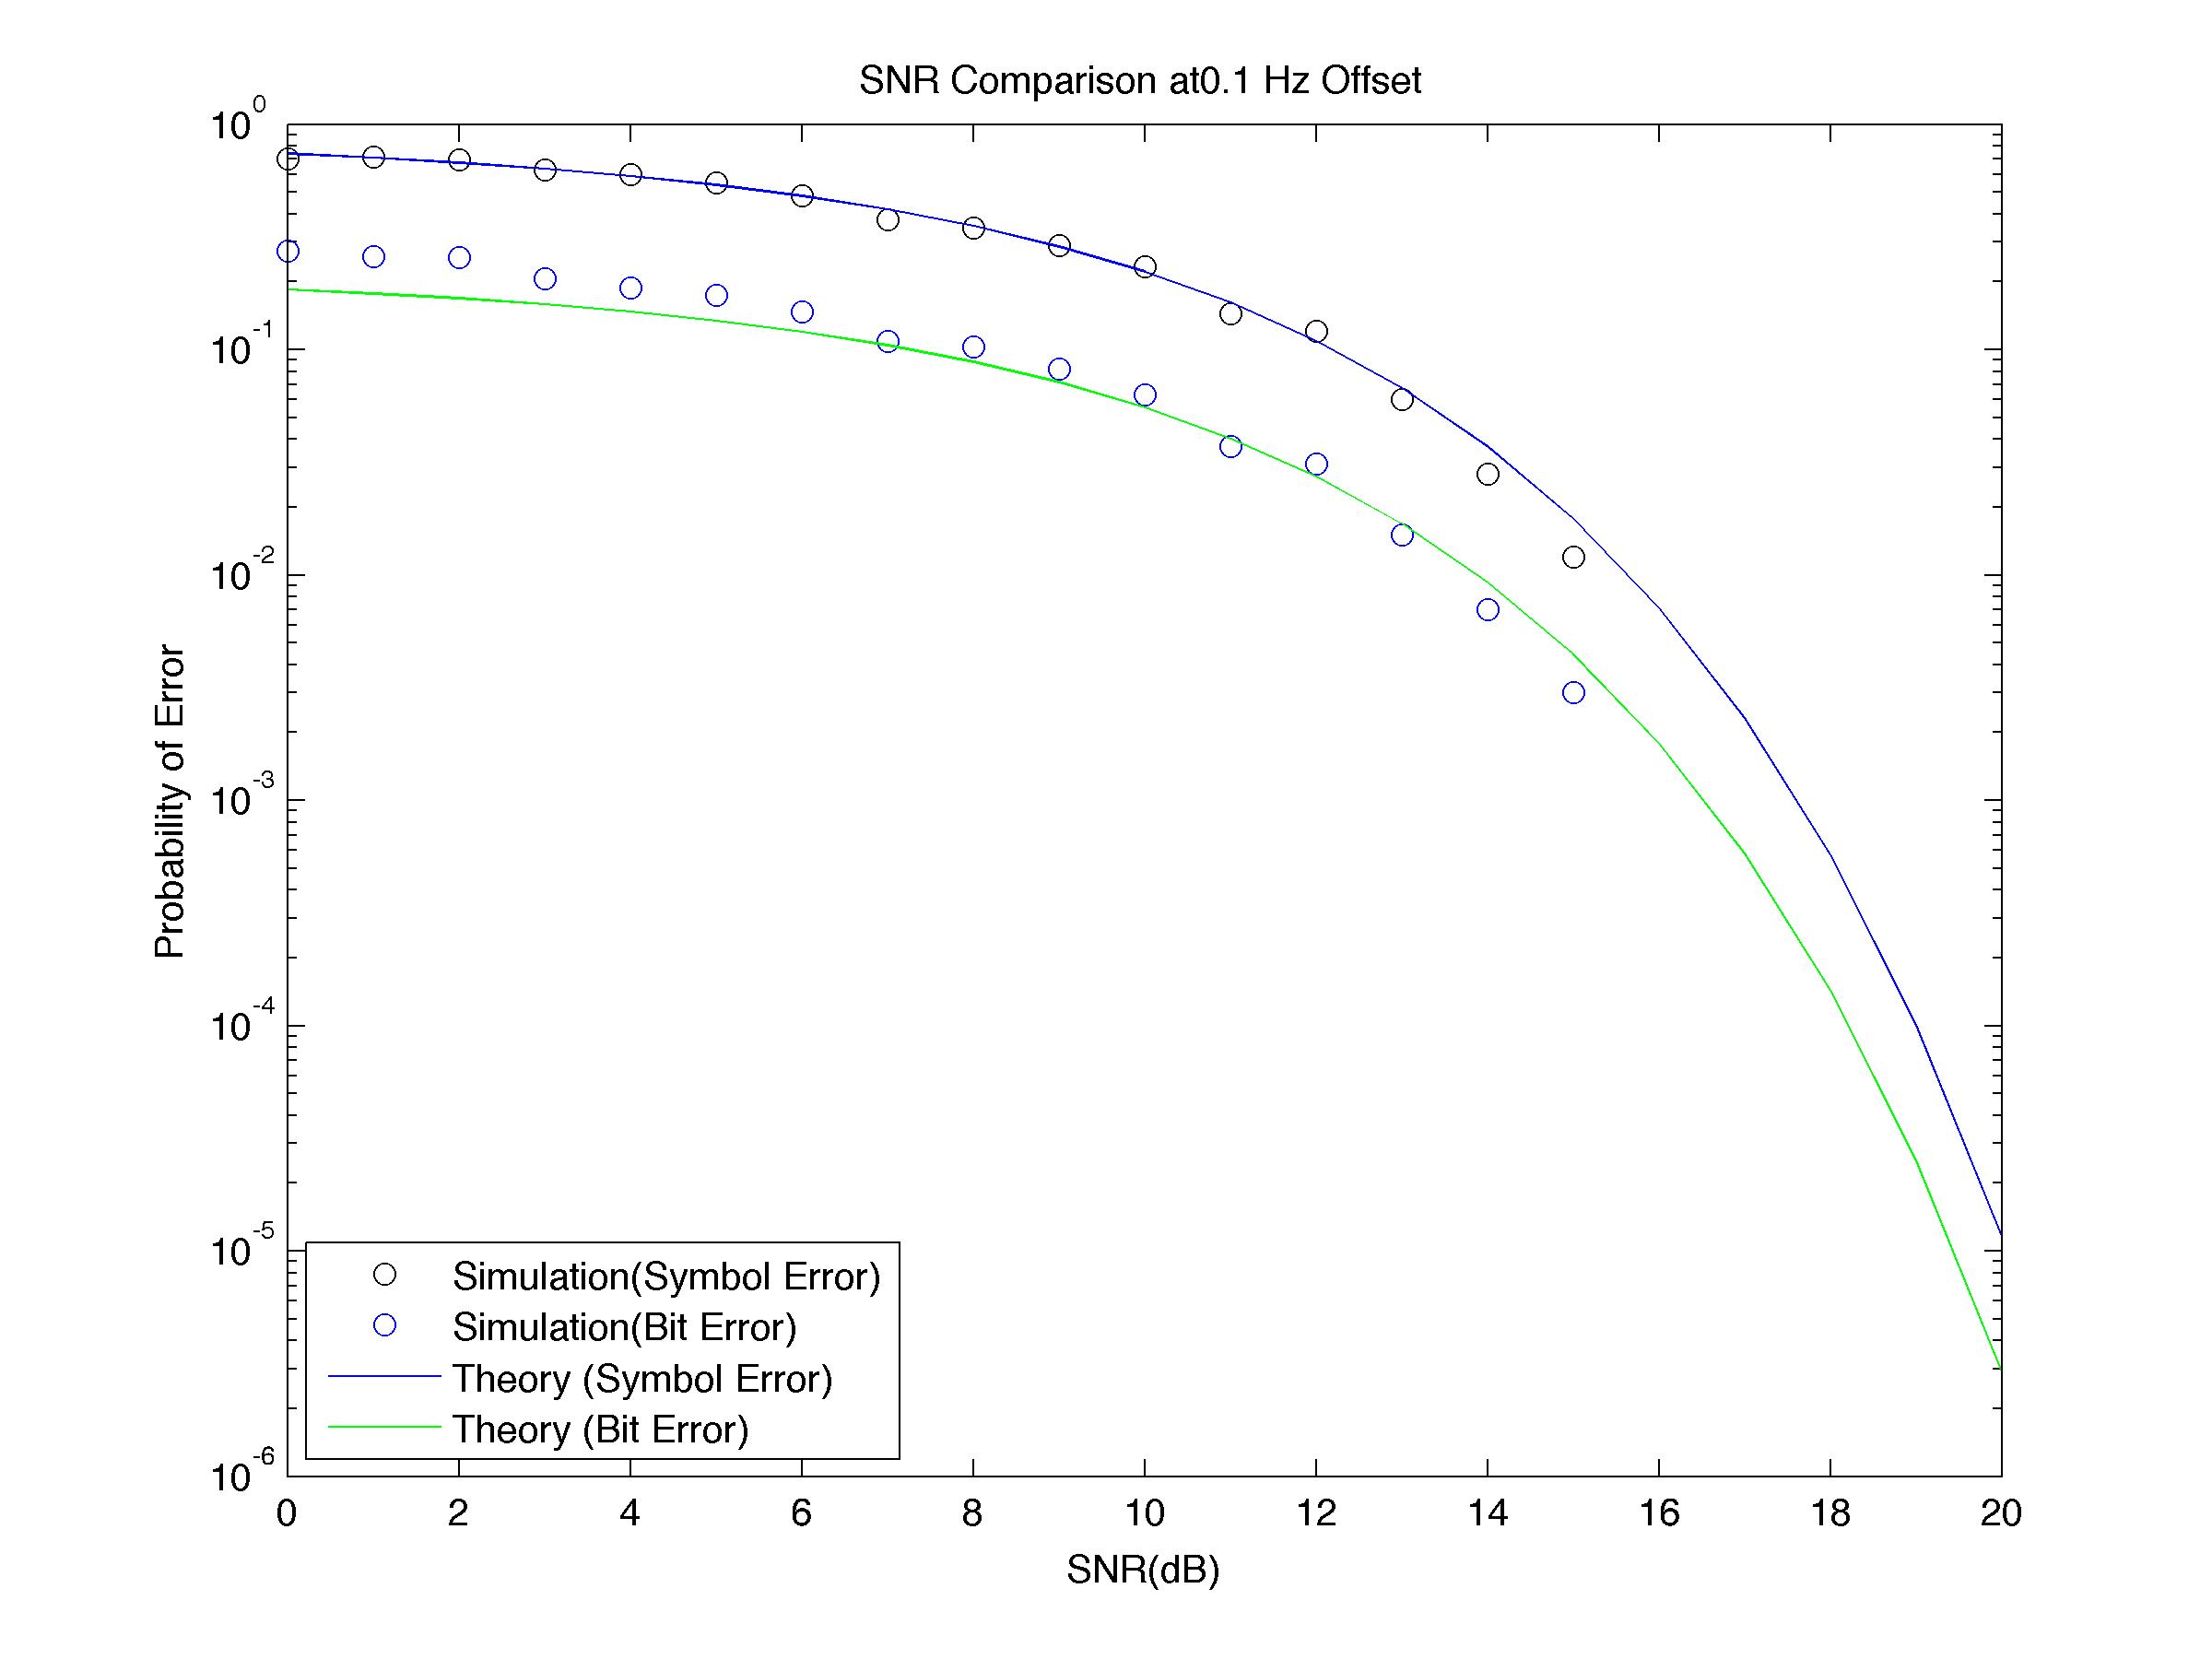 SNR Comparison at0.1 Hz Offset
10^0
10^-1
10^-2
10^-3
10^-4
10^-5
10^-6
Probability of Error
Simulation(Symbol Error)
Simulation(Bit Error)
Theory (Symbol Error)
Theory (Bit Error)
0 2 4 6 8 10 12 14 16 18 20
SNR(dB)